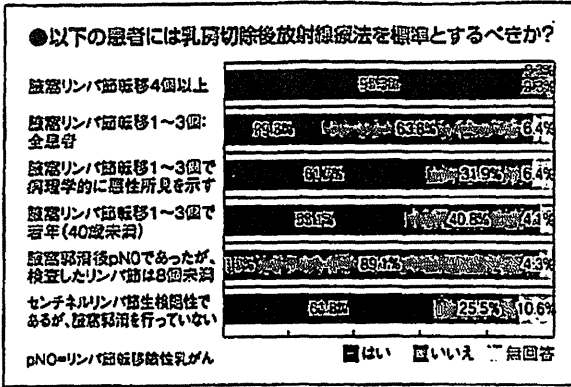 ●以下の患者には乳房切除後放射線療法を標準とするべきか?
腋窩リンパ節転移4個以上
腋窩リンパ節転移1～3個:
全患者
63.8%
6.4%
腋窩リンパ節転移1～3個で
病理学的に悪性所見を示す
31.9%
6.4%
腋窩リンパ節転移1～3個で
若年(40歳未満)
40.8%
腋窩郭清後pN0であったが、
検査したリンパ節は8個未満
89.1%
4.3%
センチネルリンパ節生検陽性で
あるが、腋窩郭清を行っていない
63.8%
25.5%
10.6%
pN0=リンパ節転移陰性乳がん
はい いいえ 無回答